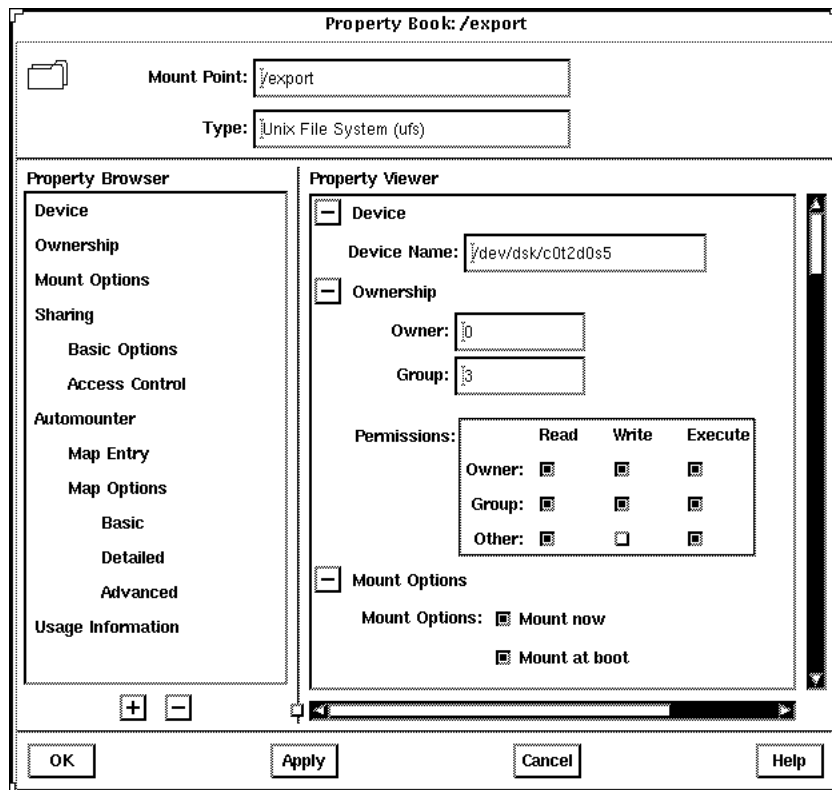 Property Book: /export
Mount Point: /export
Type: Unix File System (ufs)
Property Browser
Device
Ownership
Mount Options
Sharing
Basic Options
Access Control
Automounter
Map Entry
Map Options
Basic
Detailed
Advanced
Usage Information
+ −
Property Viewer
− Device
Device Name: /dev/dsk/c0t2d0s5
− Ownership
Owner: 0
Group: 3
Permissions: Read Write Execute
Owner:
Group:
Other:
− Mount Options
Mount Options: Mount now
Mount at boot
OK Apply Cancel Help